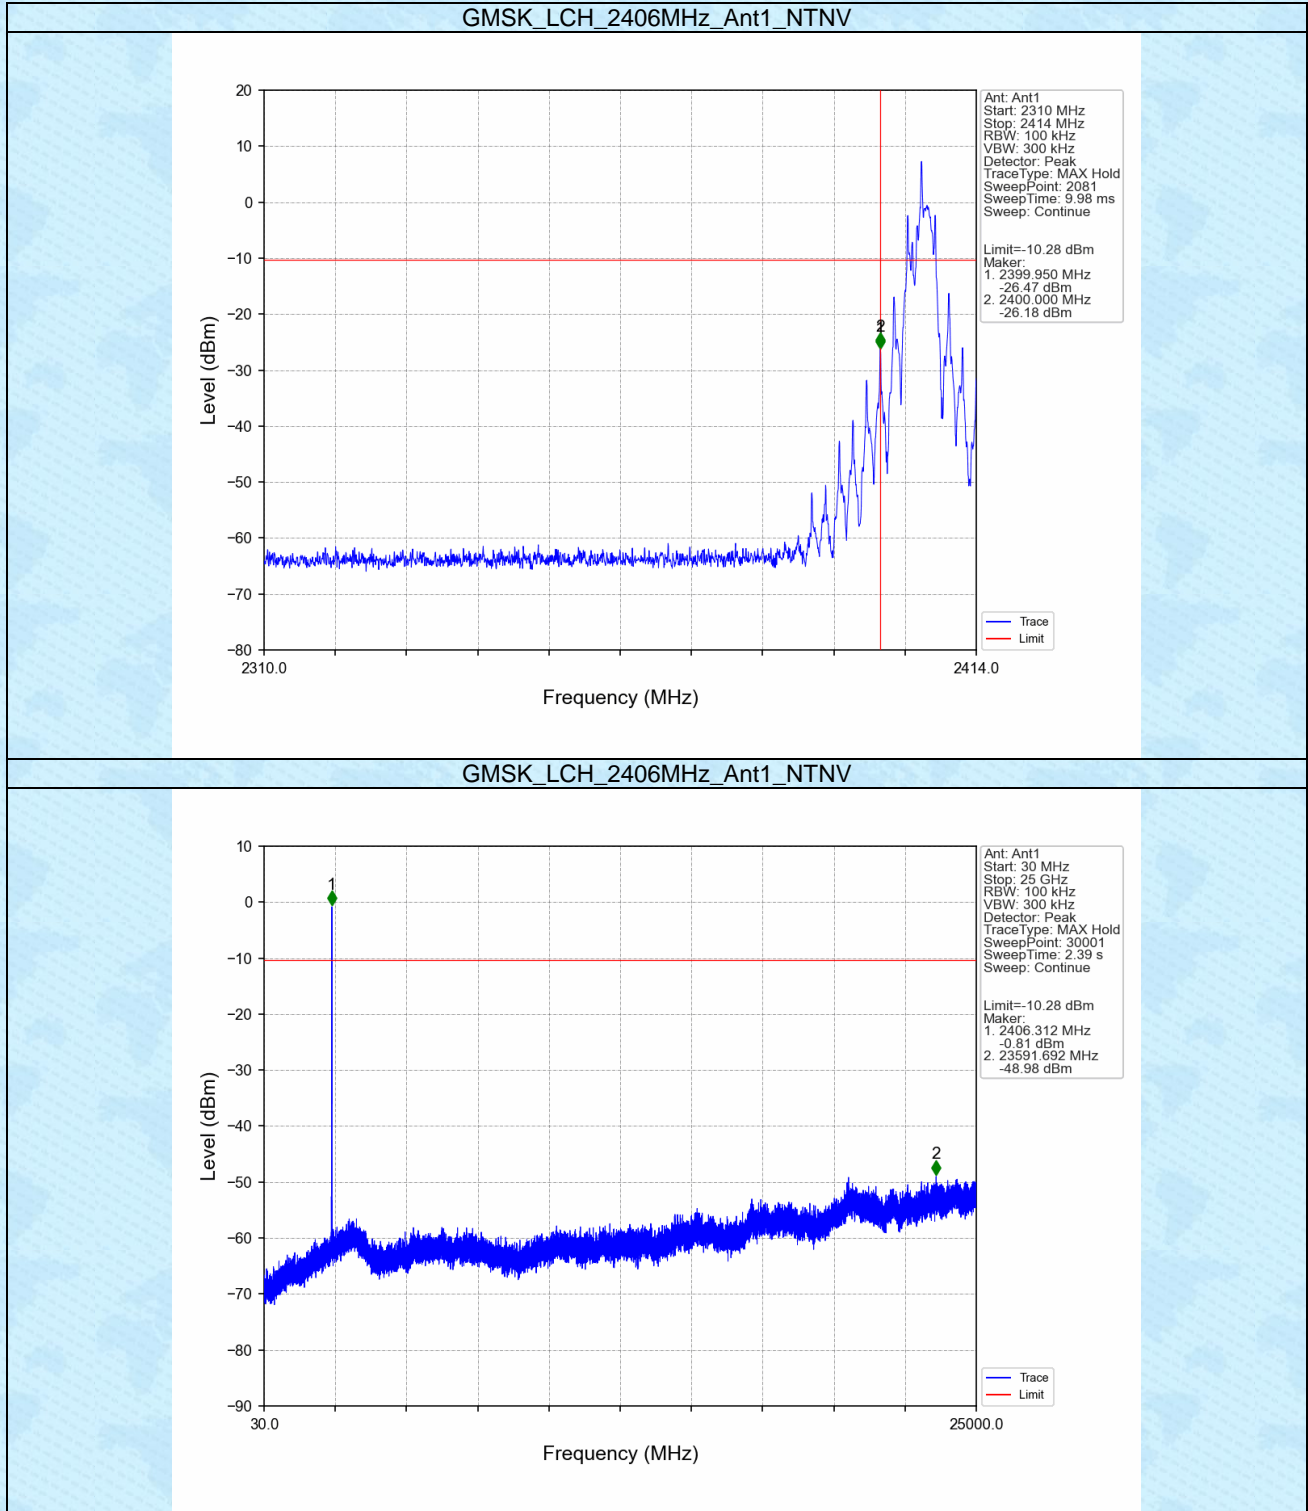 GMSK_LCH_2406MHz_Ant1_NTNV
20
10
0
−10
−20
−30
−40
−50
−60
−70
−80
Level (dBm)
2310.0
2414.0
Frequency (MHz)
2
Ant: Ant1
Start: 2310 MHz
Stop: 2414 MHz
RBW: 100 kHz
VBW: 300 kHz
Detector: Peak
TraceType: MAX Hold
SweepPoint: 2081
SweepTime: 9.98 ms
Sweep: Continue
Limit=-10.28 dBm
Maker:
1. 2399.950 MHz
-26.47 dBm
2. 2400.000 MHz
-26.18 dBm
Trace
Limit
GMSK_LCH_2406MHz_Ant1_NTNV
10
0
−10
−20
−30
−40
−50
−60
−70
−80
−90
Level (dBm)
30.0
25000.0
Frequency (MHz)
1
2
Ant: Ant1
Start: 30 MHz
Stop: 25 GHz
RBW: 100 kHz
VBW: 300 kHz
Detector: Peak
TraceType: MAX Hold
SweepPoint: 30001
SweepTime: 2.39 s
Sweep: Continue
Limit=-10.28 dBm
Maker:
1. 2406.312 MHz
-0.81 dBm
2. 23591.692 MHz
-48.98 dBm
Trace
Limit